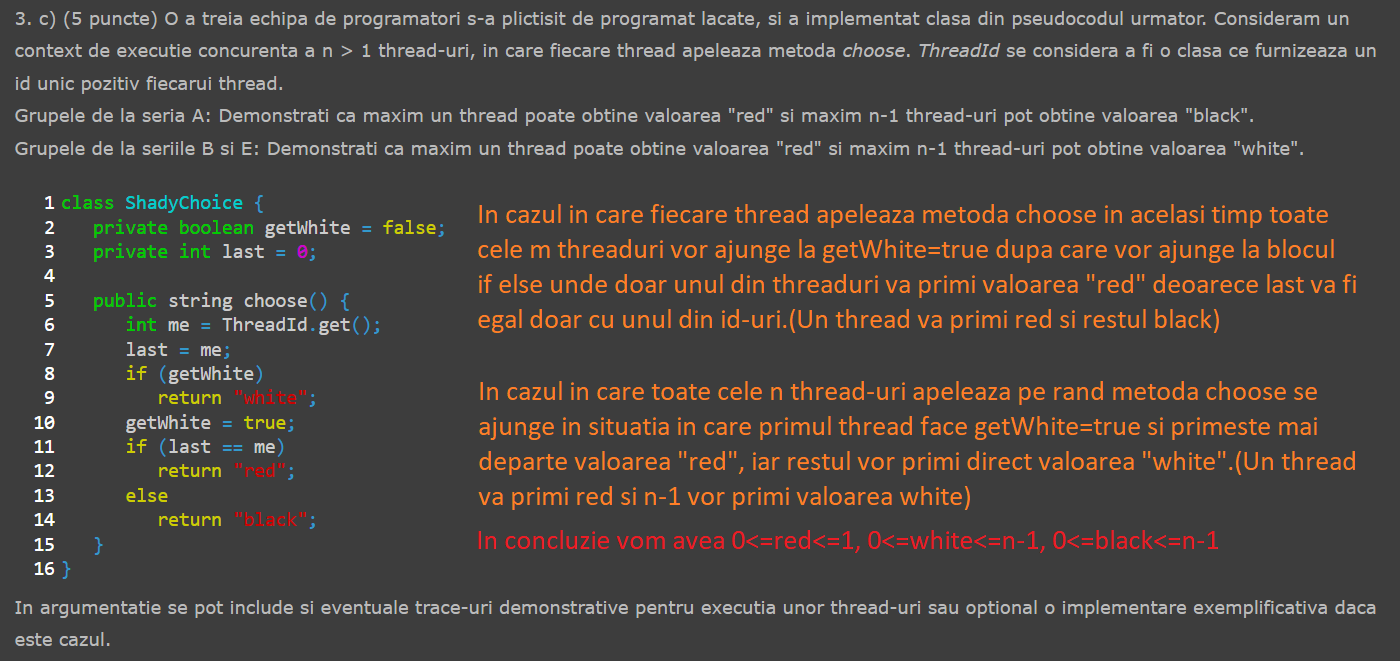 3. c) (5 puncte) O a treia echipa de programatori s-a plictisit de programat lacate, si a implementat clasa din pseudocodul urmator. Consideram un
context de executie concurenta a n > 1 thread-uri, in care fiecare thread apeleaza metoda choose. ThreadId se considera a fi o clasa ce furnizeaza un
id unic pozitiv fiecarui thread.
Grupele de la seria A: Demonstrati ca maxim un thread poate obtine valoarea "red" si maxim n-1 thread-uri pot obtine valoarea "black".
Grupele de la seriile B si E: Demonstrati ca maxim un thread poate obtine valoarea "red" si maxim n-1 thread-uri pot obtine valoarea "white".
1 class ShadyChoice {
2    private boolean getWhite = false;
3    private int last = 0;
4
5    public string choose() {
6       int me = ThreadId.get();
7       last = me;
8       if (getWhite)
9          return "white";
10       getWhite = true;
11       if (last == me)
12          return "red";
13       else
14          return "black";
15    }
16 }
In cazul in care fiecare thread apeleaza metoda choose in acelasi timp toate
cele m threaduri vor ajunge la getWhite=true dupa care vor ajunge la blocul
if else unde doar unul din threaduri va primi valoarea "red" deoarece last va fi
egal doar cu unul din id-uri.(Un thread va primi red si restul black)
In cazul in care toate cele n thread-uri apeleaza pe rand metoda choose se
ajunge in situatia in care primul thread face getWhite=true si primeste mai
departe valoarea "red", iar restul vor primi direct valoarea "white".(Un thread
va primi red si n-1 vor primi valoarea white)
In concluzie vom avea 0<=red<=1, 0<=white<=n-1, 0<=black<=n-1
In argumentatie se pot include si eventuale trace-uri demonstrative pentru executia unor thread-uri sau optional o implementare exemplificativa daca
este cazul.